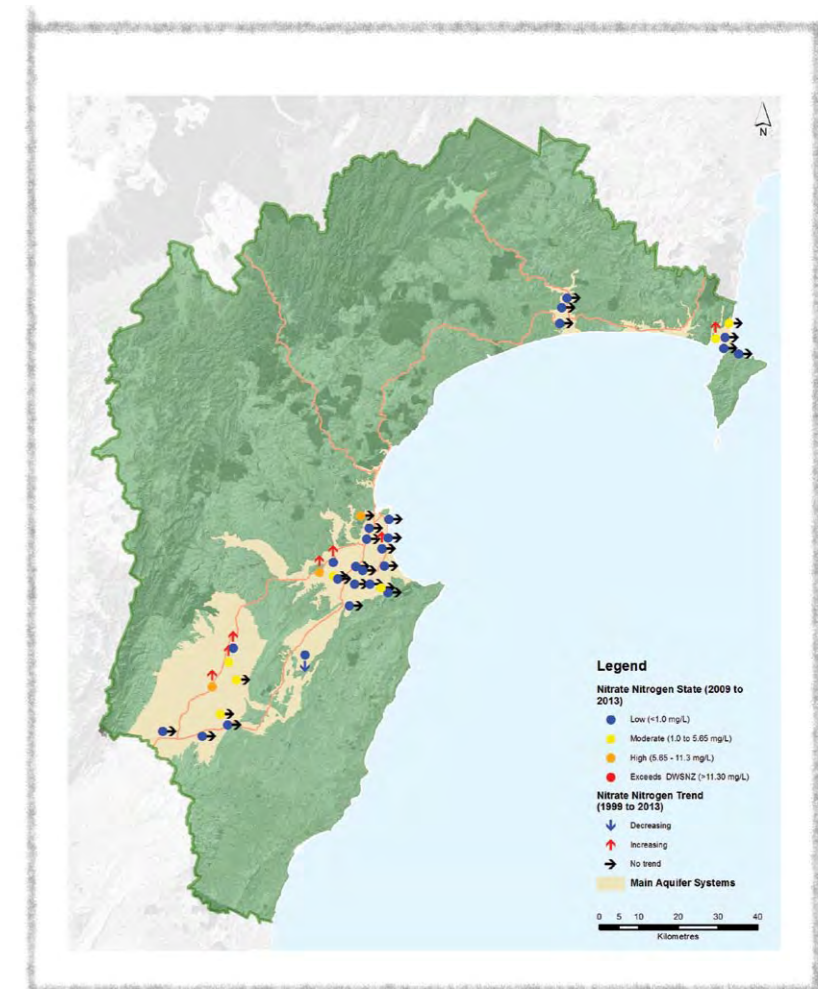 N
Legend
Nitrate Nitrogen State (2009 to
2013)
Low (<1.0 mg/L)
Moderate (1.0 to 5.65 mg/L)
High (5.65 - 11.3 mg/L)
Exceeds DWSNZ (>11.30 mg/L)
Nitrate Nitrogen Trend
(1999 to 2013)
Decreasing
Increasing
No trend
Main Aquifer Systems
0 5 10 20 30 40
Kilometres